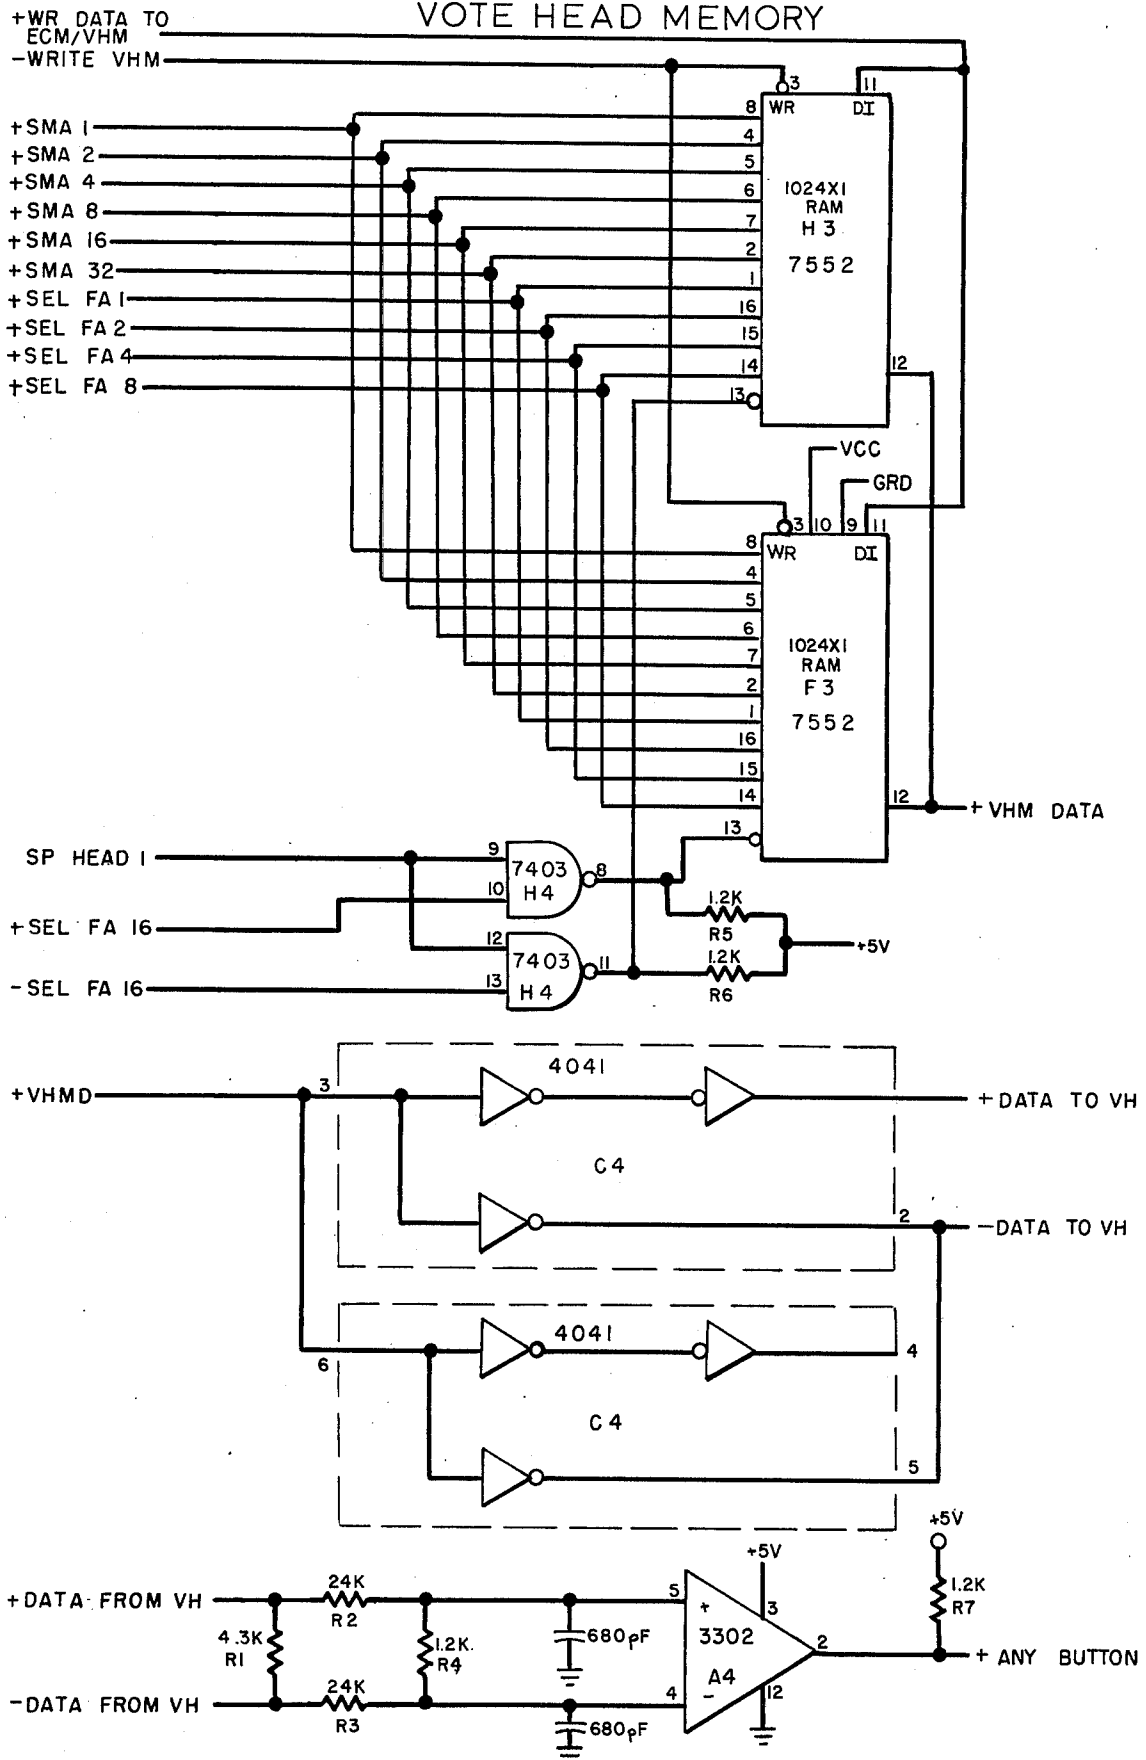 VOTE HEAD MEMORY
+WR DATA TO
ECM/VHM
-WRITE VHM
3
11
8
WR
DI
+SMA 1
4
+SMA 2
5
+SMA 4
6
1024X1
RAM
H3
7552
+SMA 8
7
+SMA 16
2
+SMA 32
1
+SEL FA 1
16
+SEL FA 2
15
+SEL FA 4
14
12
+SEL FA 8
13
VCC
GRD
3
10
9
11
8
WR
DI
4
5
6
1024X1
RAM
F3
7552
7
2
1
16
15
14
12
+ VHM DATA
13
SP HEAD 1
9
7403
H4
8
10
1.2K
R5
+SEL FA 16
12
+5V
7403
H4
11
1.2K
R6
-SEL FA 16
13
4041
+VHMD
3
+DATA TO VH
C4
2
-DATA TO VH
4041
6
4
C4
5
+5V
+5V
24K
R2
+DATA FROM VH
5
+
3
1.2K
R7
4.3K
R1
1.2K
R4
680pF
3302
2
+ ANY BUTTON
A4
24K
R3
-DATA FROM VH
4
-
12
680pF